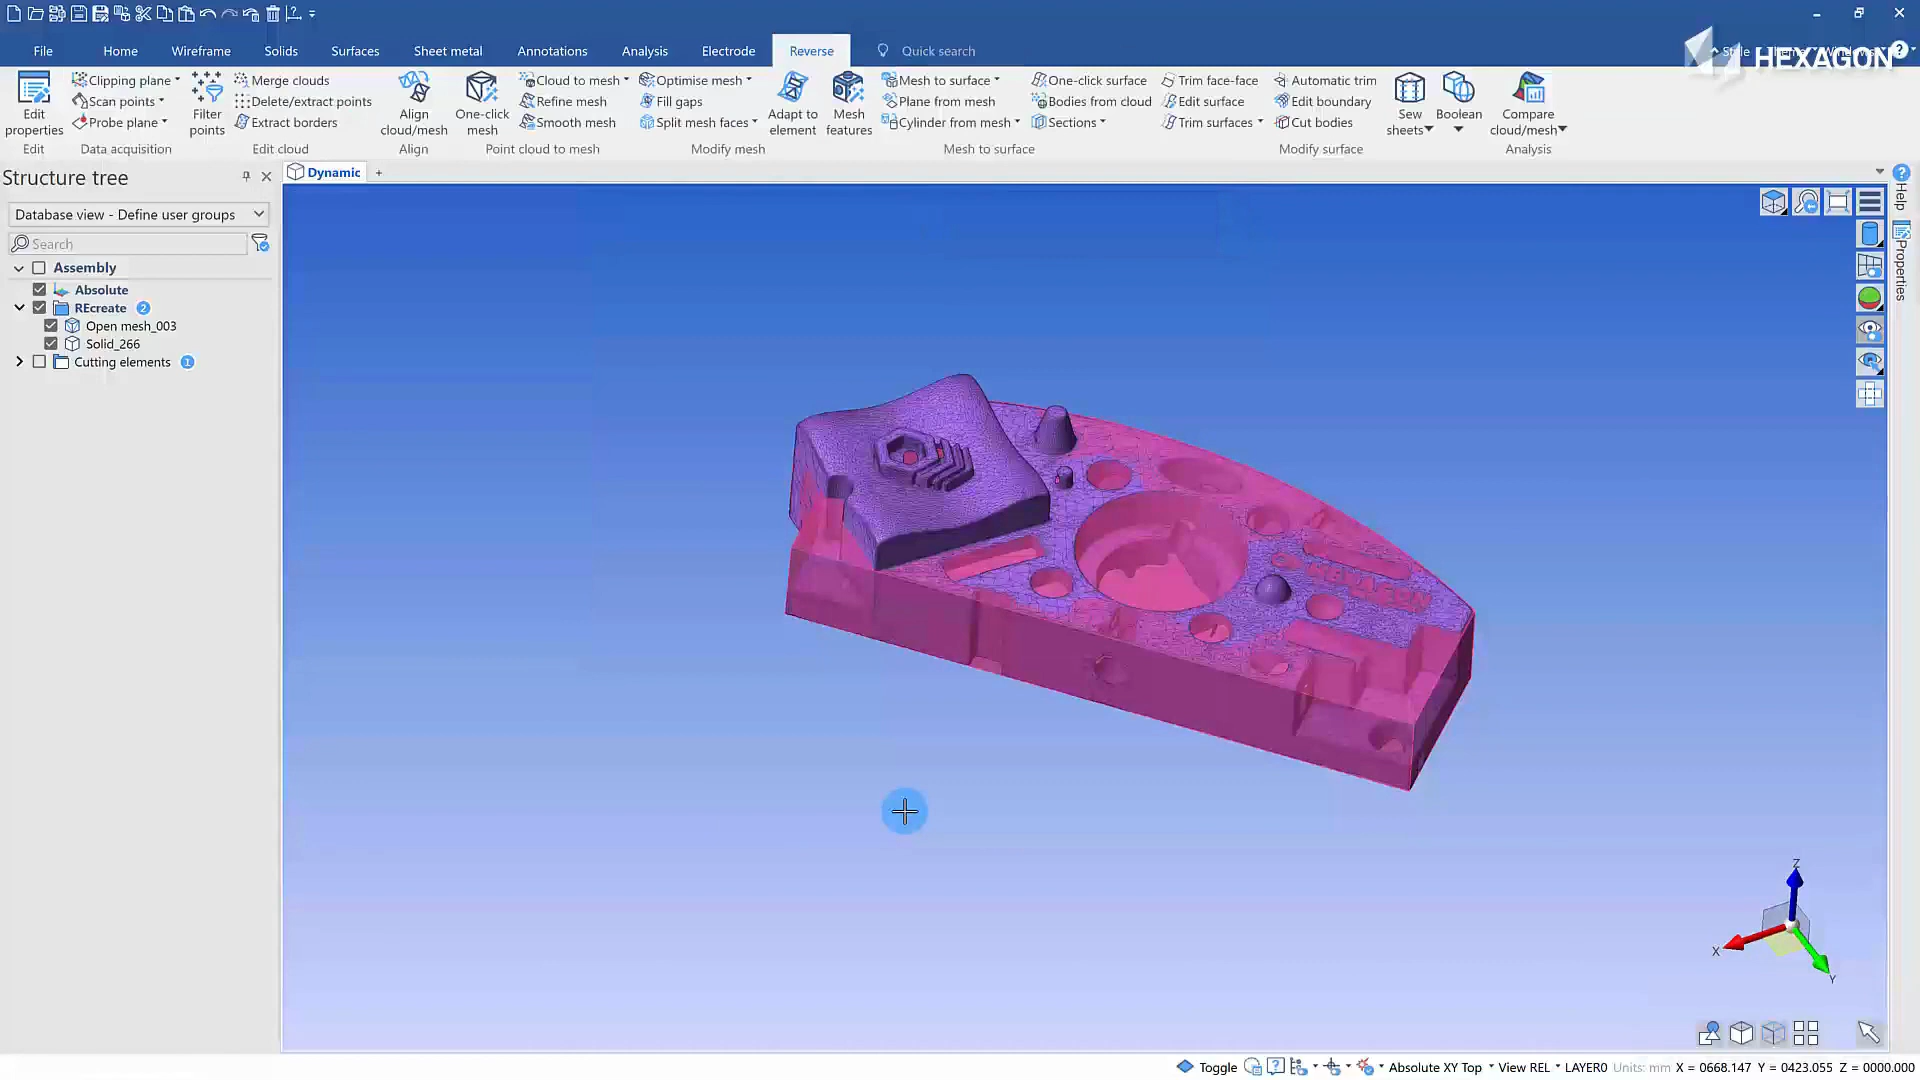 File Home Wireframe Solids Surfaces Sheet metal Annotations Analysis Electrode Reverse Quick search Style
HEXAGON
Edit properties
Clipping plane
Scan points
Probe plane
Filter points
Merge clouds
Delete/extract points
Extract borders
Align cloud/mesh
One-click mesh
Cloud to mesh
Refine mesh
Smooth mesh
Optimise mesh
Fill gaps
Split mesh faces
Adapt to element
Mesh features
Mesh to surface
Plane from mesh
Cylinder from mesh
One-click surface
Bodies from cloud
Sections
Trim face-face
Edit surface
Trim surfaces
Automatic trim
Edit boundary
Cut bodies
Sew sheets
Boolean
Compare cloud/mesh
Edit Data acquisition Edit cloud Align Point cloud to mesh Modify mesh Mesh to surface Modify surface Analysis
Structure tree
Dynamic +
Database view - Define user groups
Search
Assembly
Absolute
REcreate 2
Open mesh_003
Solid_266
Cutting elements 1
Help
Properties
HEXAGON
Z
X
Y
Toggle Absolute XY Top View REL LAYER0 Units: mm X = 0668.147 Y = 0423.055 Z = 0000.000